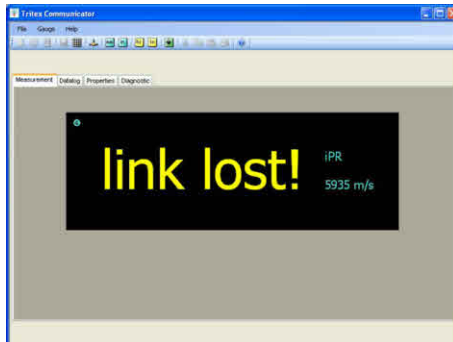 Tritex Communicator
File Gauge Help
Measurement Datalog Properties Diagnostic
link lost!
iPR
5935 m/s